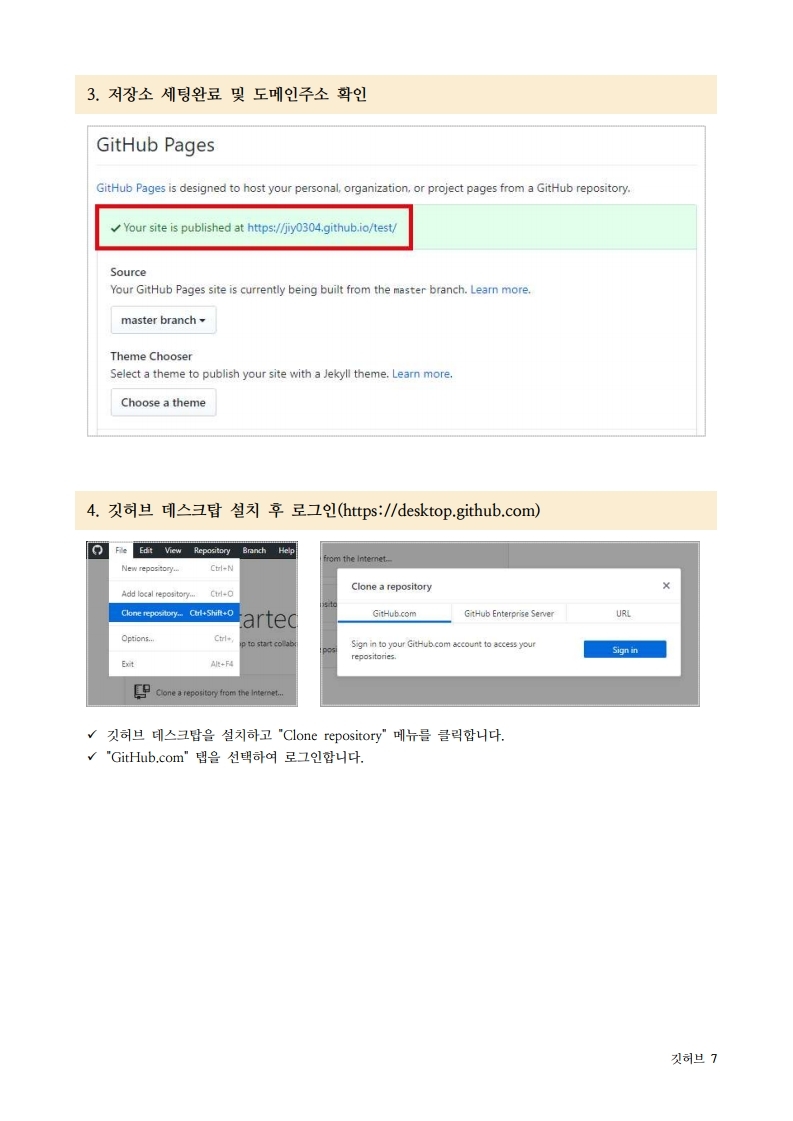 3. 저장소 세팅완료 및 도메인주소 확인
GitHub Pages
GitHub Pages is designed to host your personal, organization, or project pages from a GitHub repository.
✓ Your site is published at https://jiy0304.github.io/test/
Source
Your GitHub Pages site is currently being built from the master branch. Learn more.
master branch
Theme Chooser
Select a theme to publish your site with a Jekyll theme. Learn more.
Choose a theme
4. 깃허브 데스크탑 설치 후 로그인(https://desktop.github.com)
File Edit View Repository Branch Help
New repository... Ctrl+N
Add local repository... Ctrl+O
Clone repository... Ctrl+Shift+O
Options... Ctrl+,
Exit Alt+F4
arted
p to start collab
Clone a repository from the Internet...
from the Internet...
Clone a repository ×
GitHub.com GitHub Enterprise Server URL
Sign in to your GitHub.com account to access your
repositories.
Sign in
✓ 깃허브 데스크탑을 설치하고 "Clone repository" 메뉴를 클릭합니다.
✓ "GitHub.com" 탭을 선택하여 로그인합니다.
깃허브 7